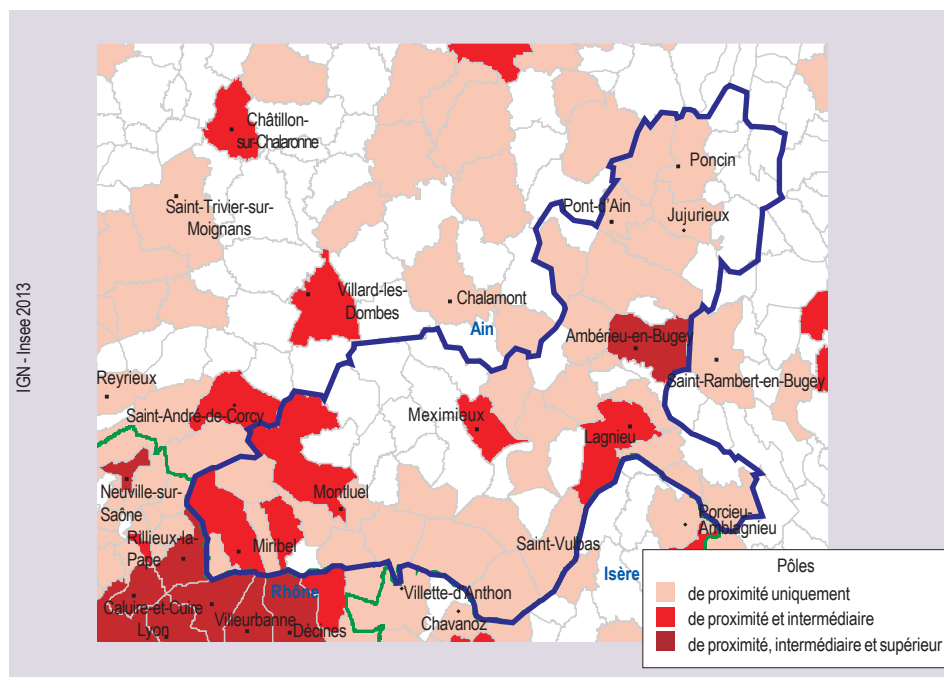 IGN - Insee 2013
Châtillon-
sur-Chalaronne
Poncin
Saint-Trivier-sur-
Moignans
Pont-d'Ain
Jujurieux
Villard-les-
Dombes
Chalamont
Ain
Ambérieu-en-Bugey
Reyrieux
Saint-Rambert-en-Bugey
Saint-André-de-Corcy
Meximieux
Lagnieu
Neuville-sur-
Saône
Montluel
Porcieu-
Amblagnieu
Rillieux-la-
Pape
Miribel
Saint-Vulbas
Isère
Rhône
Villette-d'Anthon
Caluire-et-Cuire
Lyon
Villeurbanne
Décines
Chavanoz
Pôles
de proximité uniquement
de proximité et intermédiaire
de proximité, intermédiaire et supérieur